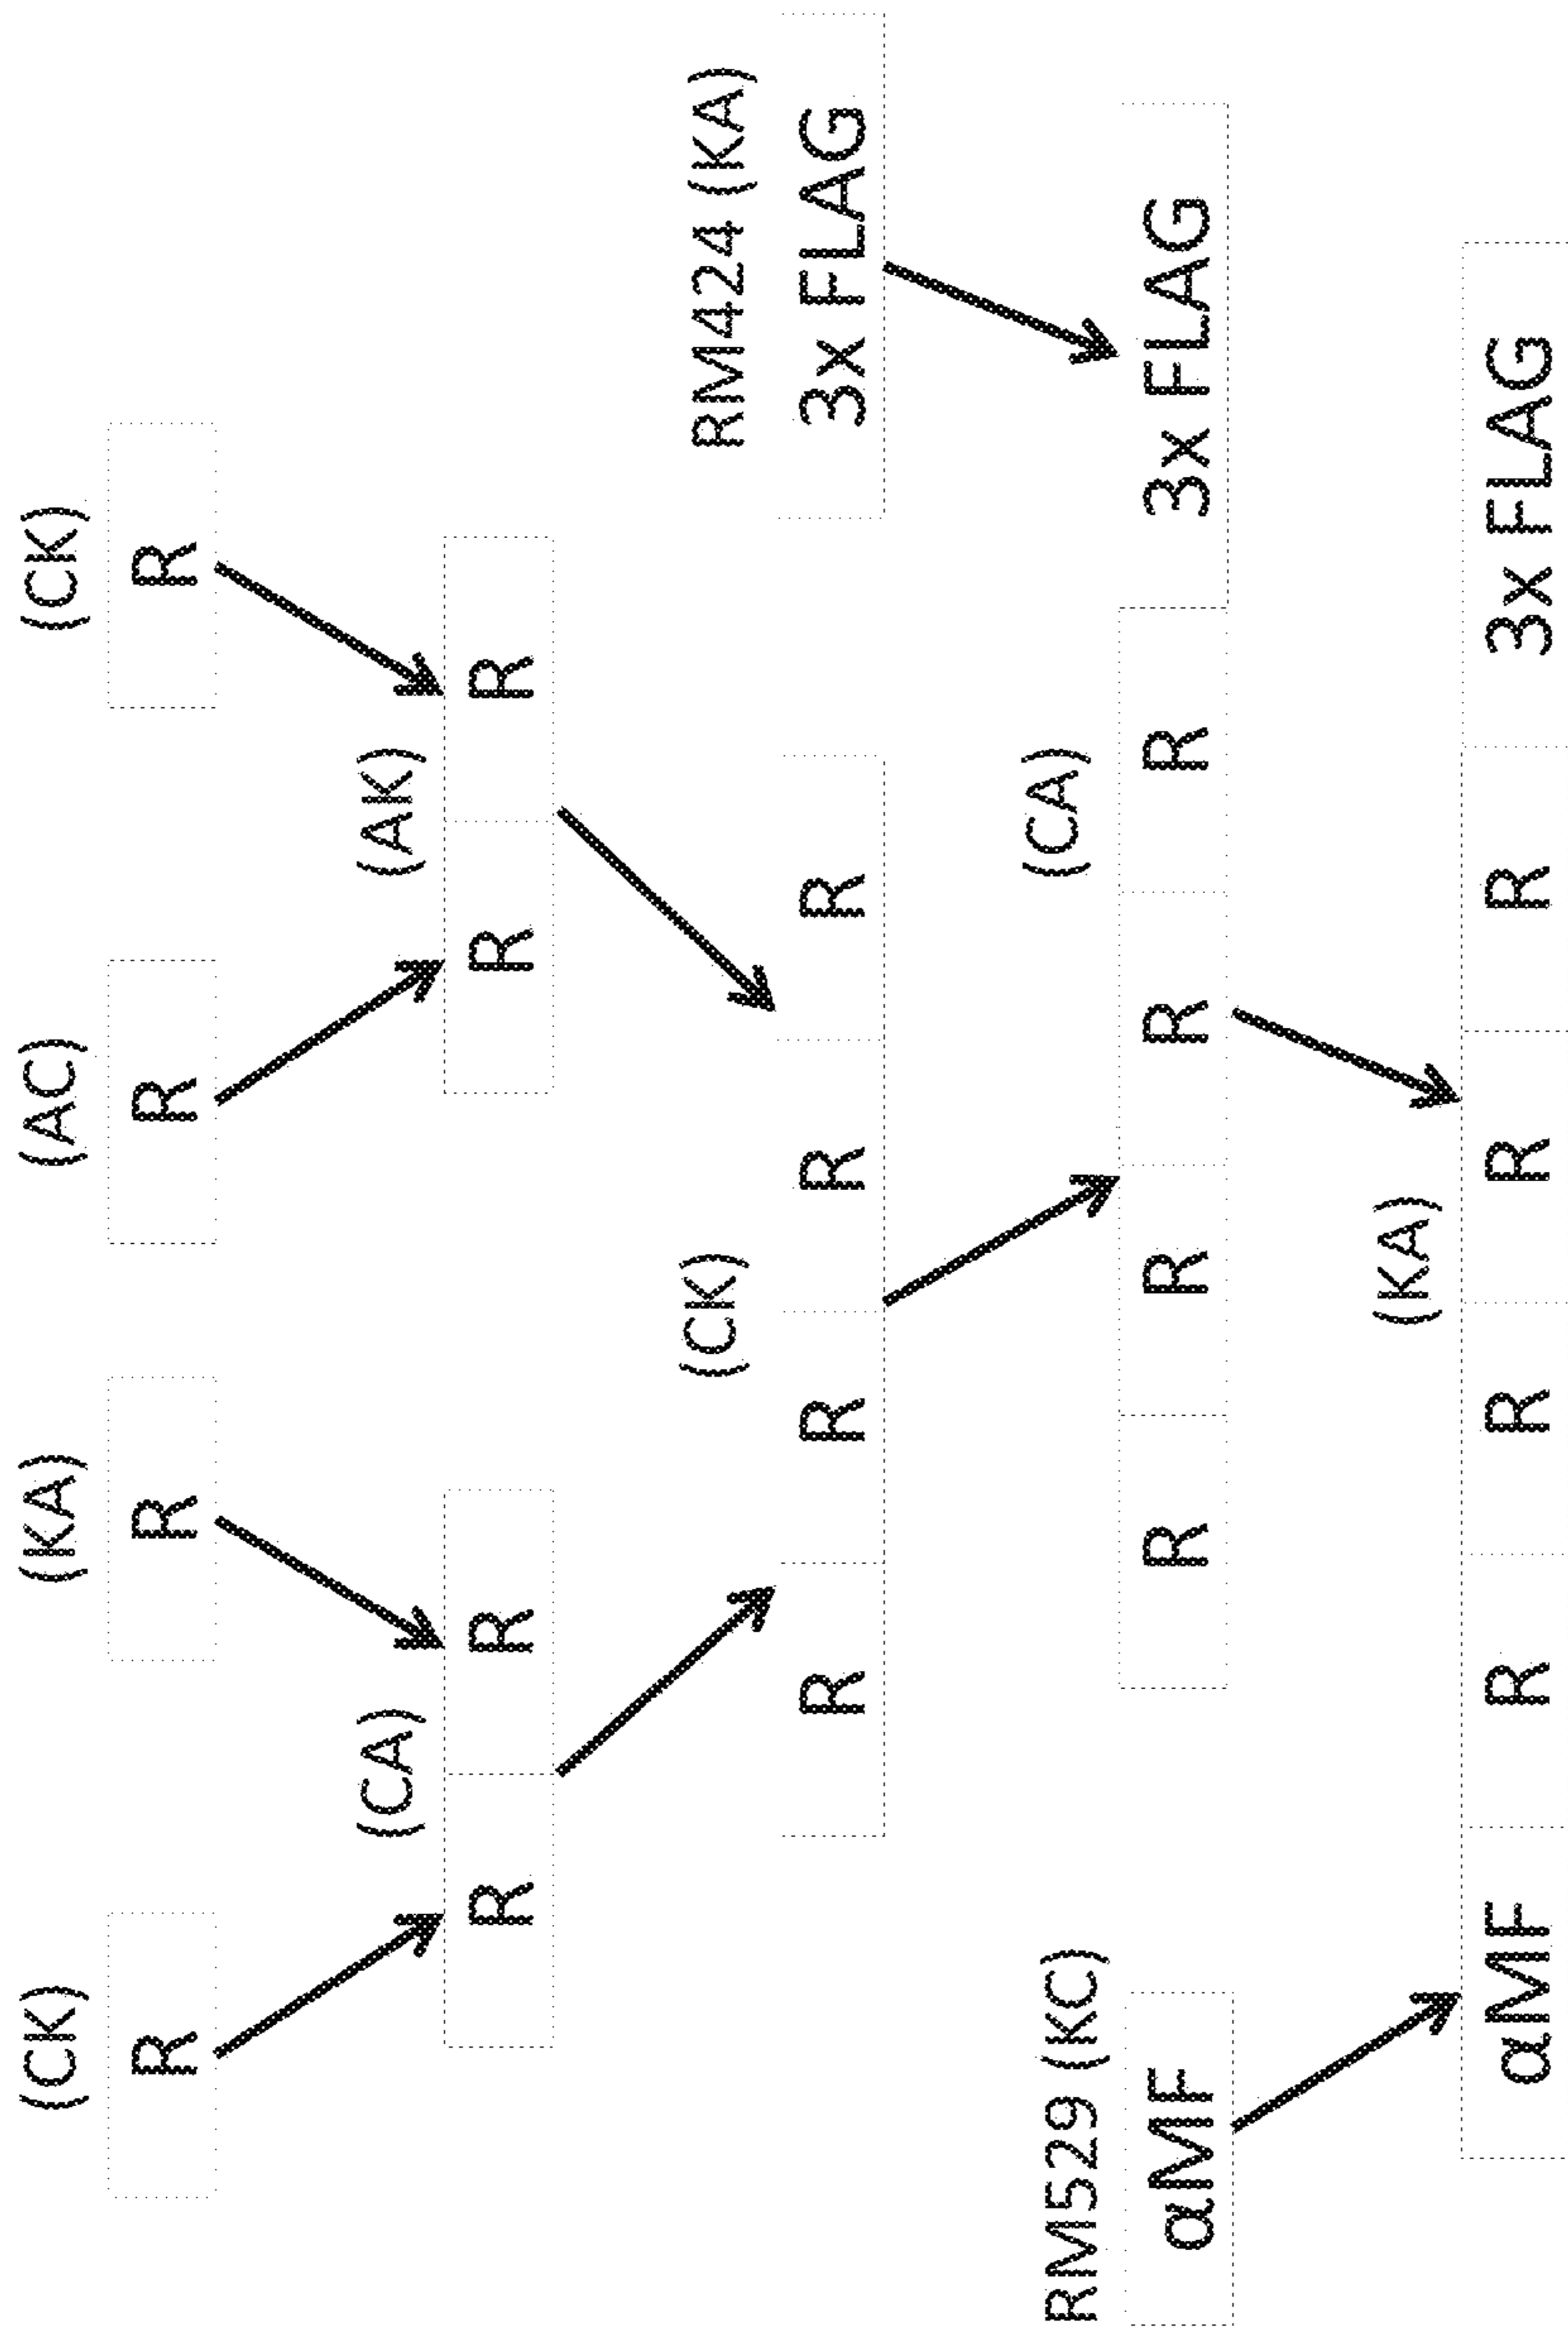 (CK) (KA) (AC) (CK)
R R R R
(CA) (AK)
R R R R
(CK) RM424 (KA)
R R R R 3x FLAG
RM529 (KC) (CA)
αMF R R R R 3x FLAG
(KA)
αMF R R R R 3x FLAG